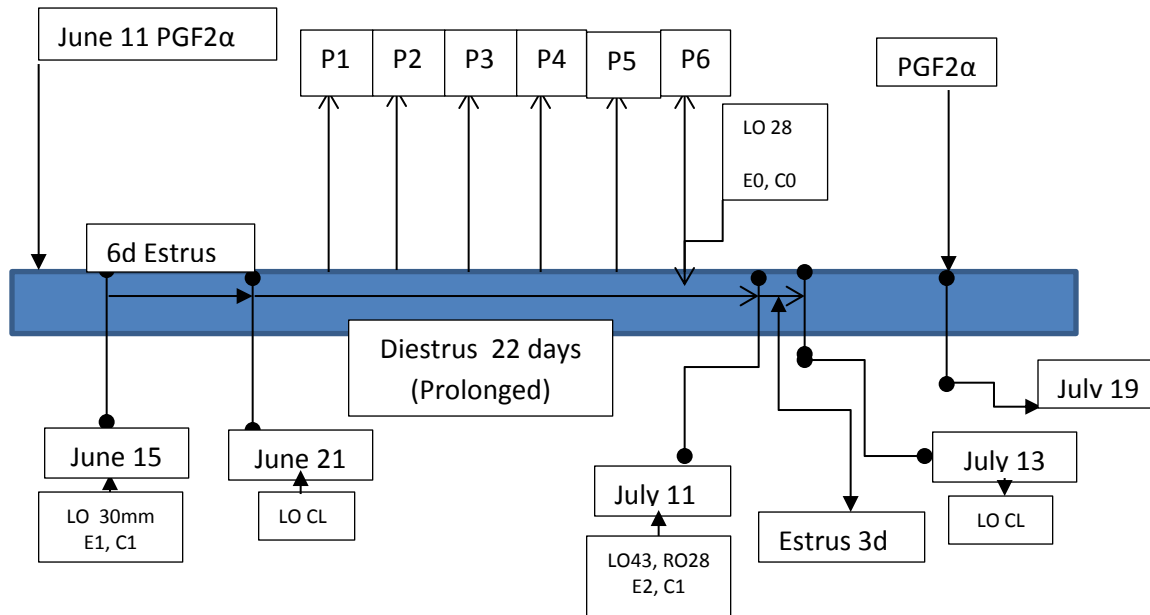 June 11 PGF2α
P1
P2
P3
P4
P5
P6
PGF2α
LO 28
E0, C0
6d Estrus
Diestrus 22 days
(Prolonged)
July 19
June 15
June 21
July 11
July 13
LO 30mm
E1, C1
LO CL
LO43, RO28
E2, C1
Estrus 3d
LO CL